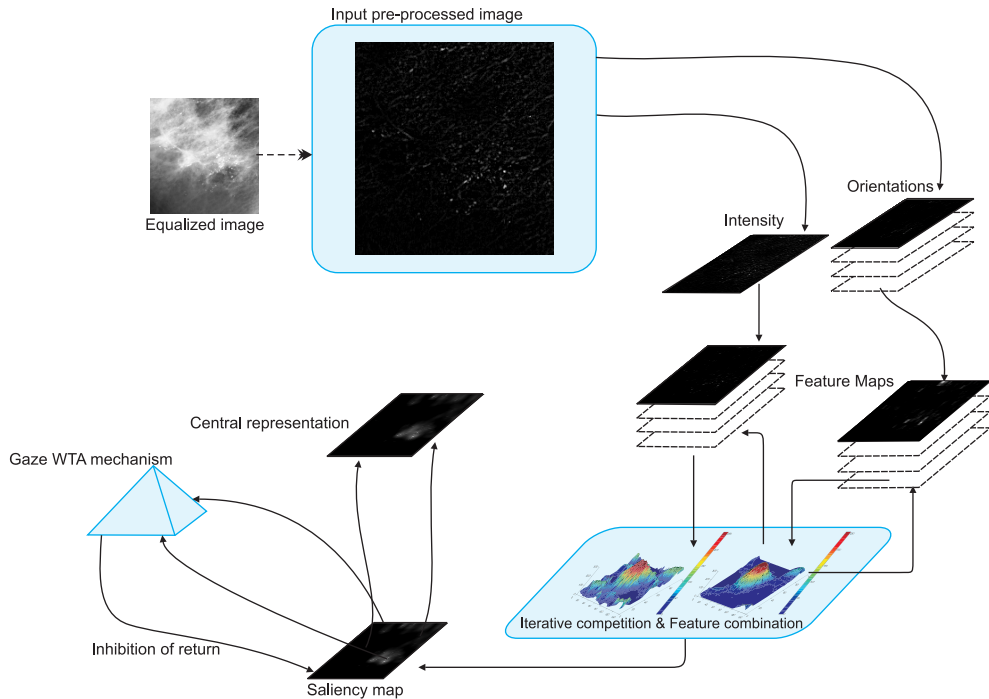 Input pre-processed image
Equalized image
Orientations
Intensity
Feature Maps
Central representation
Gaze WTA mechanism
Iterative competition & Feature combination
Inhibition of return
Saliency map